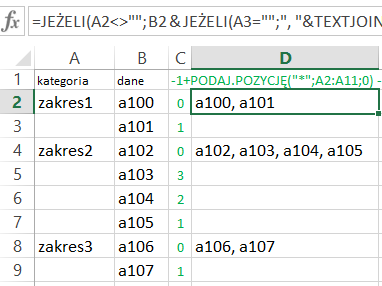 fx =JEŻELI(A2<>"";B2&JEŻELI(A3="";", "&TEXTJOIN
A B C D
1 kategoria dane -1+PODAJ.POZYCJĘ("*";A2:A11;0) -
2 zakres1 a100 0 a100, a101
3 a101 1
4 zakres2 a102 0 a102, a103, a104, a105
5 a103 3
6 a104 2
7 a105 1
8 zakres3 a106 0 a106, a107
9 a107 1